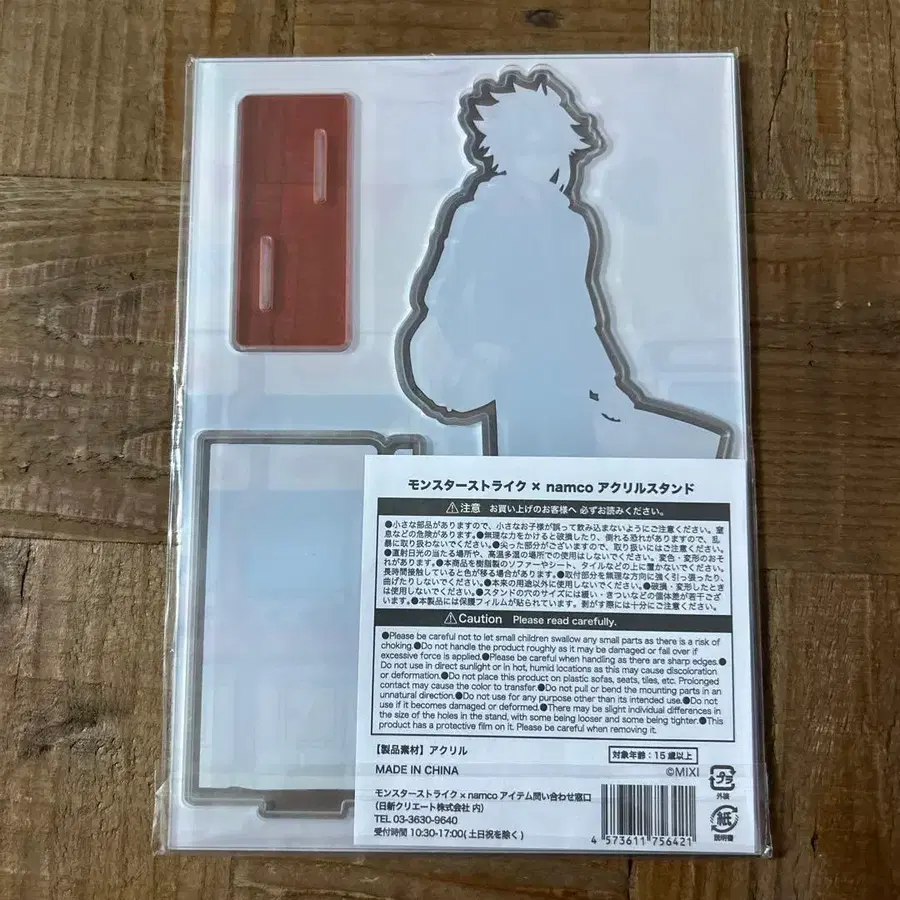 モンスターストライク × namco アクリルスタンド
⚠注意 お買い上げのお客様へ 必ずお読みください。
●小さな部品がありますので、小さなお子様が誤って飲み込まないようにご注意ください。窒
息などの危険があります。●無理な力をかけると破損したり、倒れる恐れがありますので、乱
暴に取り扱わないでください。●尖った部分がございますので、取り扱いにはご注意ください。
●直射日光の当たる場所や、高温多湿の場所での使用はしないでください。変色・変形のおそ
れがあります。●本商品を樹脂製のソファーやシート、タイルなどの上に置かないでください。
長時間接触していると色が移る場合があります。●取付部分を無理な方向に強く引っ張ったり、
曲げたりしないでください。●本来の用途以外に使用しないでください。●破損・変形したとき
は使用しないでください。●スタンドの穴のサイズには緩い・きついなどの個体差が若干ござ
います。●本製品には保護フィルムが貼られています。剥がす際には十分にご注意ください。
⚠Caution Please read carefully.
●Please be careful not to let small children swallow any small parts as there is a risk of
choking.●Do not handle the product roughly as it may be damaged or fall over if
excessive force is applied.●Please be careful when handling as there are sharp edges.●
Do not use in direct sunlight or in hot, humid locations as this may cause discoloration
or deformation.●Do not place this product on plastic sofas, seats, tiles, etc. Prolonged
contact may cause the color to transfer.●Do not pull or bend the mounting parts in an
unnatural direction.●Do not use for any purpose other than its intended use.●Do not
use if it becomes damaged or deformed.●There may be slight individual differences in
the size of the holes in the stand, with some being looser and some being tighter.●This
product has a protective film on it. Please be careful when removing it.
【製品素材】アクリル
対象年齢:15歳以上
MADE IN CHINA
©MIXI
プラ
外装
モンスターストライク × namco アイテム問い合わせ窓口
(日新クリエート株式会社 内)
TEL 03-3630-9640
受付時間 10:30-17:00(土日祝を除く)
4 573611 756421
紙
説明書